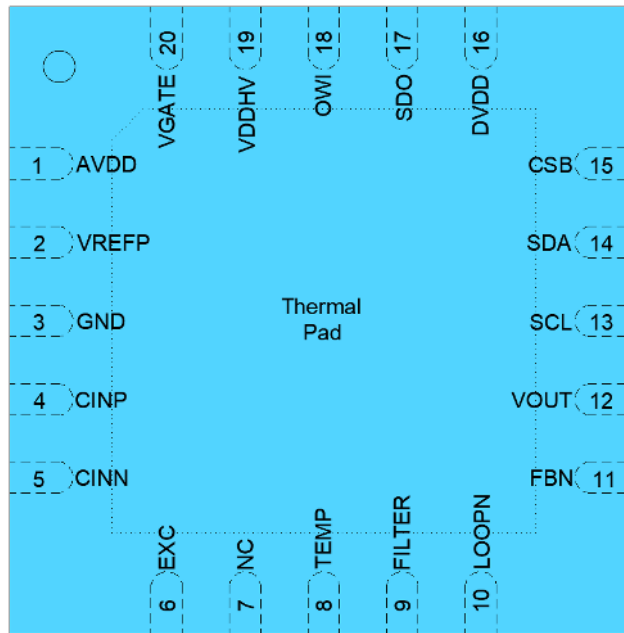 20
19
18
17
16
VGATE
VDDHV
OWI
SDO
DVDD
1 AVDD
CSB 15
2 VREFP
SDA 14
Thermal
Pad
3 GND
SCL 13
4 CINP
VOUT 12
5 CINN
FBN 11
EXC
NC
TEMP
FILTER
LOOPN
6
7
8
9
10